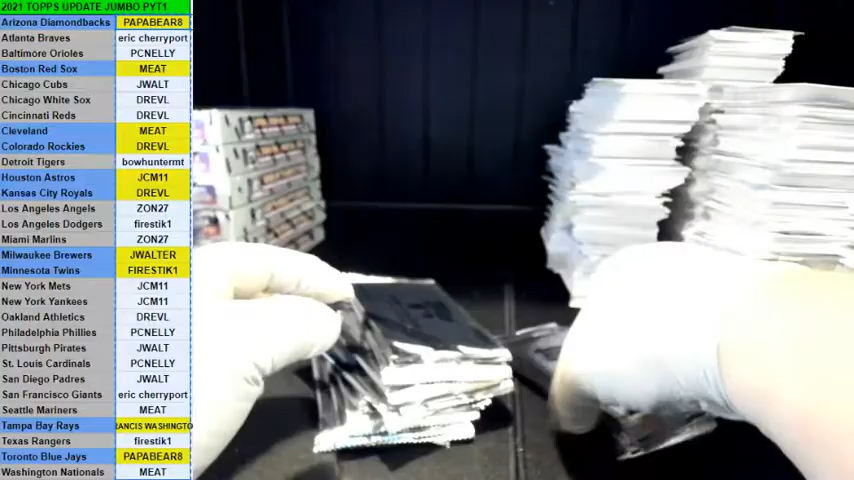 2021 TOPPS UPDATE JUMBO PYT1
Arizona Diamondbacks PAPABEAR8
Atlanta Braves eric cherryport
Baltimore Orioles PCNELLY
Boston Red Sox MEAT
Chicago Cubs JWALT
Chicago White Sox DREVL
Cincinnati Reds DREVL
Cleveland MEAT
Colorado Rockies DREVL
Detroit Tigers bowhuntermt
Houston Astros JCM11
Kansas City Royals DREVL
Los Angeles Angels ZON27
Los Angeles Dodgers firestik1
Miami Marlins ZON27
Milwaukee Brewers JWALTER
Minnesota Twins FIRESTIK1
New York Mets JCM11
New York Yankees JCM11
Oakland Athletics DREVL
Philadelphia Phillies PCNELLY
Pittsburgh Pirates JWALT
St. Louis Cardinals PCNELLY
San Diego Padres JWALT
San Francisco Giants eric cherryport
Seattle Mariners MEAT
Tampa Bay Rays RANCIS WASHINGTO
Texas Rangers firestik1
Toronto Blue Jays PAPABEAR8
Washington Nationals MEAT